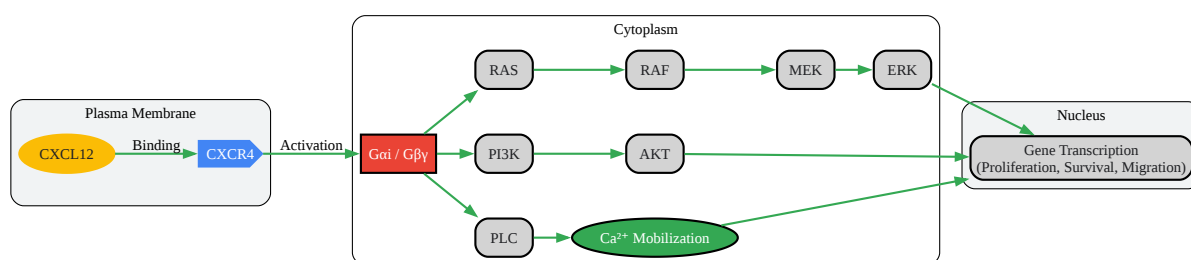 Cytoplasm
RAS
RAF
MEK
ERK
Plasma Membrane
Nucleus
CXCL12
Binding
CXCR4
Activation
Gαi / Gβγ
PI3K
AKT
Gene Transcription
(Proliferation, Survival, Migration)
PLC
Ca²⁺ Mobilization